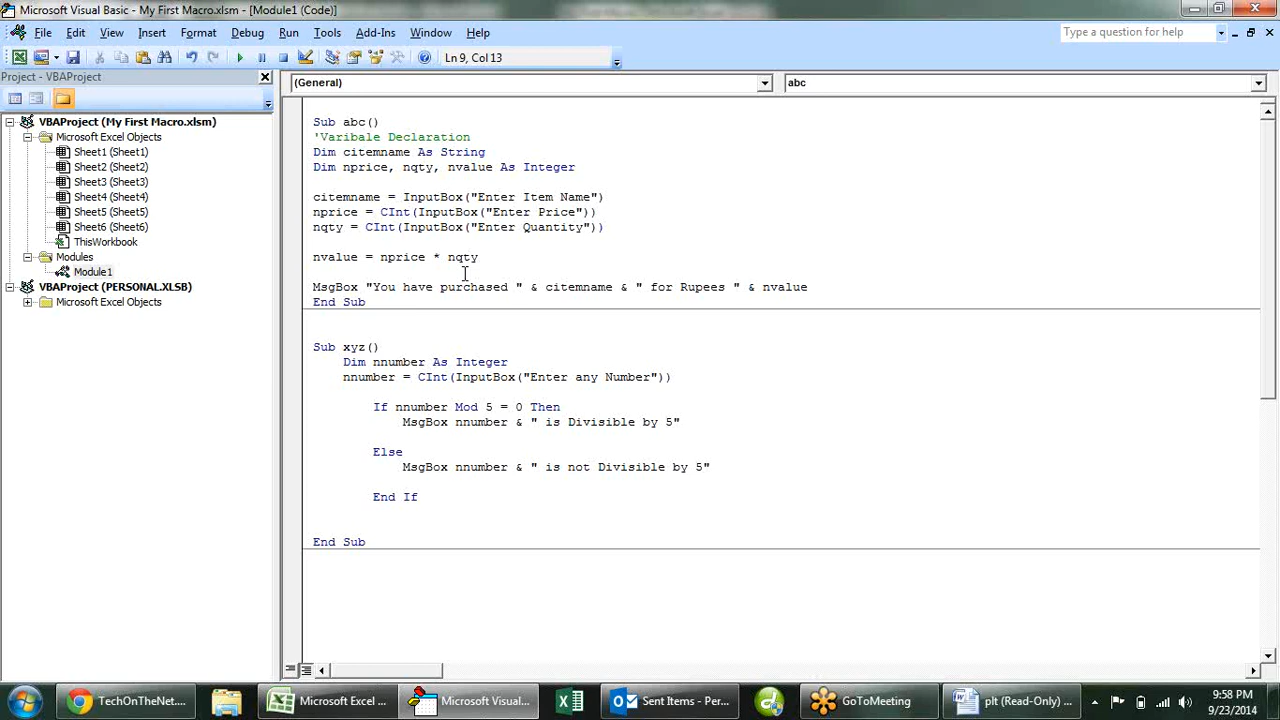 Microsoft Visual Basic - My First Macro.xlsm - [Module1 (Code)]
File Edit View Insert Format Debug Run Tools Add-Ins Window Help
Type a question for help
Ln 9, Col 13
Project - VBAProject
(General)
abc
VBAProject (My First Macro.xlsm)
Microsoft Excel Objects
Sheet1 (Sheet1)
Sheet2 (Sheet2)
Sheet3 (Sheet3)
Sheet4 (Sheet4)
Sheet5 (Sheet5)
Sheet6 (Sheet6)
ThisWorkbook
Modules
Module1
VBAProject (PERSONAL.XLSB)
Microsoft Excel Objects
Sub abc()
'Varibale Declaration
Dim citemname As String
Dim nprice, nqty, nvalue As Integer
citemname = InputBox("Enter Item Name")
nprice = CInt(InputBox("Enter Price"))
nqty = CInt(InputBox("Enter Quantity"))
nvalue = nprice * nqty
MsgBox "You have purchased " & citemname & " for Rupees " & nvalue
End Sub
Sub xyz()
Dim nnumber As Integer
nnumber = CInt(InputBox("Enter any Number"))
If nnumber Mod 5 = 0 Then
MsgBox nnumber & " is Divisible by 5"
Else
MsgBox nnumber & " is not Divisible by 5"
End If
End Sub
TechOnTheNet...
Microsoft Excel ...
Microsoft Visual...
Sent Items - Per...
GoToMeeting
plt (Read-Only) ...
9:58 PM
9/23/2014